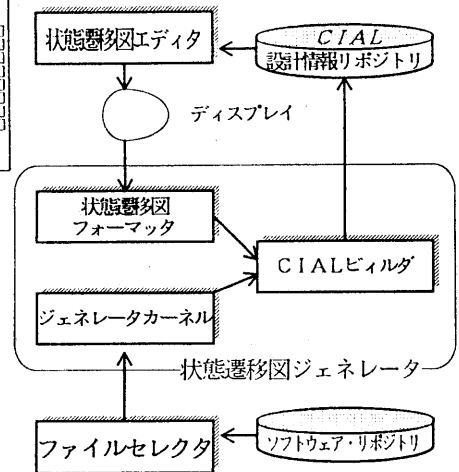 状態遷移図エディタ
CIAL
設計情報リポジトリ
ディスプレイ
状態遷移図
フォーマッタ
CIALビィルダ
ジェネレータカーネル
状態遷移図ジェネレータ
ファイルセレクタ
ソフトウェア・リポジトリ